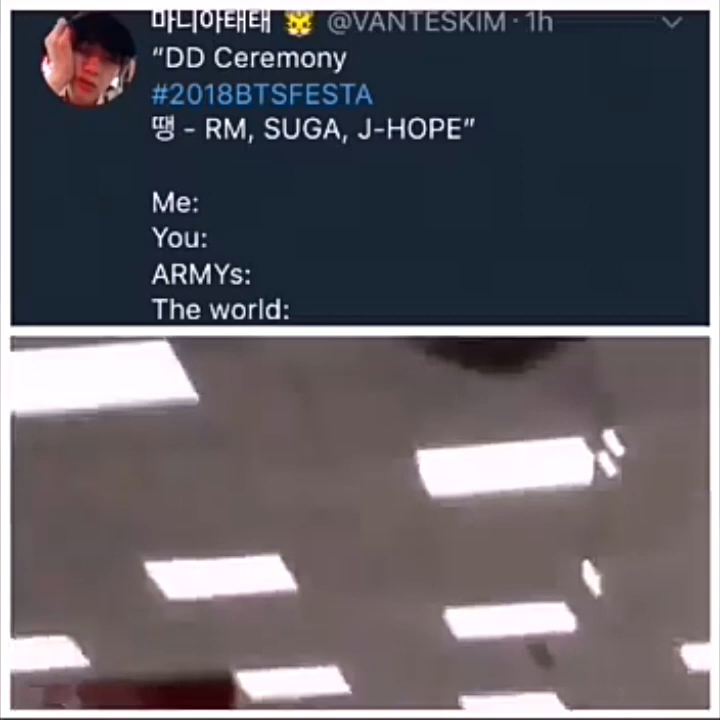 마니아태태 🐯 @VANTESKIM · 1h
"DD Ceremony
#2018BTSFESTA
땡 - RM, SUGA, J-HOPE"
Me:
You:
ARMYs:
The world: